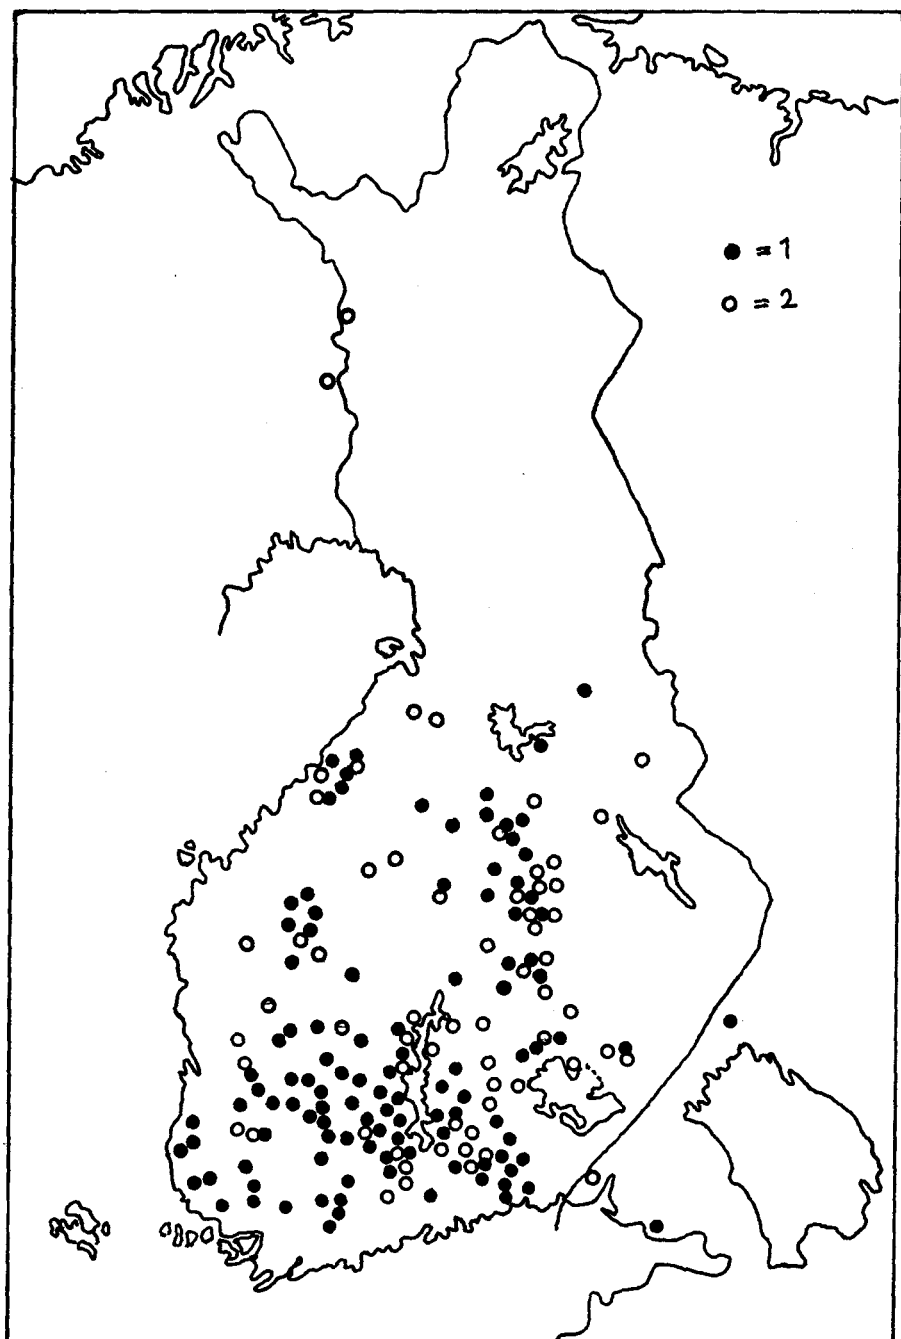 ● = 1
○ = 2